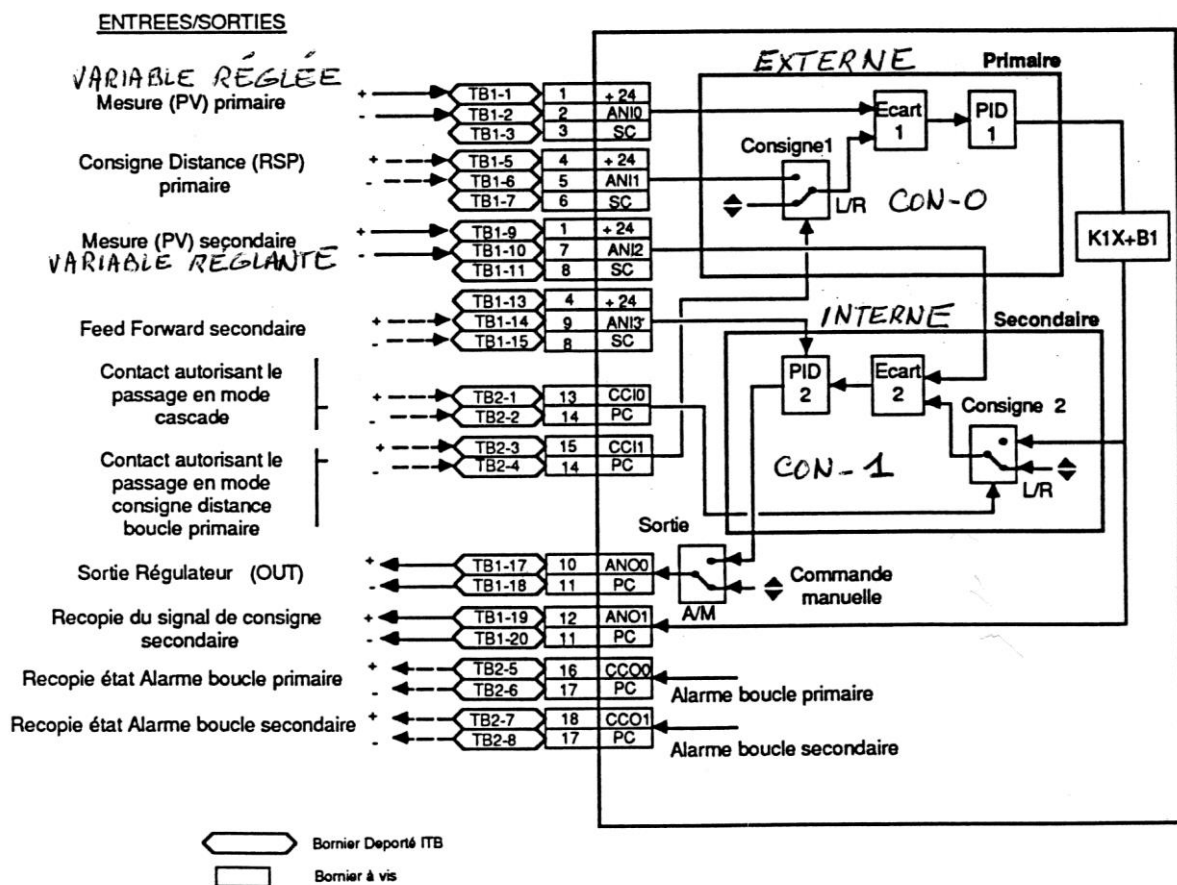 ENTREES/SORTIES
VARIABLE RÉGLÉE
Mesure (PV) primaire
+ TB1-1 1 + 24
- TB1-2 2 ANI0
TB1-3 3 SC
Consigne Distance (RSP)
primaire
+ TB1-5 4 + 24
- TB1-6 5 ANI1
TB1-7 6 SC
Mesure (PV) secondaire
VARIABLE RÉGLANTE
+ TB1-9 1 + 24
- TB1-10 7 ANI2
TB1-11 8 SC
Feed Forward secondaire
TB1-13 4 + 24
+ TB1-14 9 ANI3
- TB1-15 8 SC
Contact autorisant le
passage en mode
cascade
+ TB2-1 13 CCI0
- TB2-2 14 PC
Contact autorisant le
passage en mode
consigne distance
boucle primaire
+ TB2-3 15 CCI1
- TB2-4 14 PC
Sortie Régulateur (OUT)
+ TB1-17 10 ANO0
- TB1-18 11 PC
Recopie du signal de consigne
secondaire
+ TB1-19 12 ANO1
- TB1-20 11 PC
Recopie état Alarme boucle primaire
+ TB2-5 16 CCO0
- TB2-6 17 PC
Recopie état Alarme boucle secondaire
+ TB2-7 18 CCO1
- TB2-8 17 PC
EXTERNE
Primaire
Ecart
1
PID
1
Consigne1
L/R
CON-0
K1X+B1
INTERNE
Secondaire
PID
2
Ecart
2
Consigne 2
L/R
CON-1
Sortie
A/M
Commande
manuelle
Alarme boucle primaire
Alarme boucle secondaire
Bornier Deporté ITB
Bornier à vis